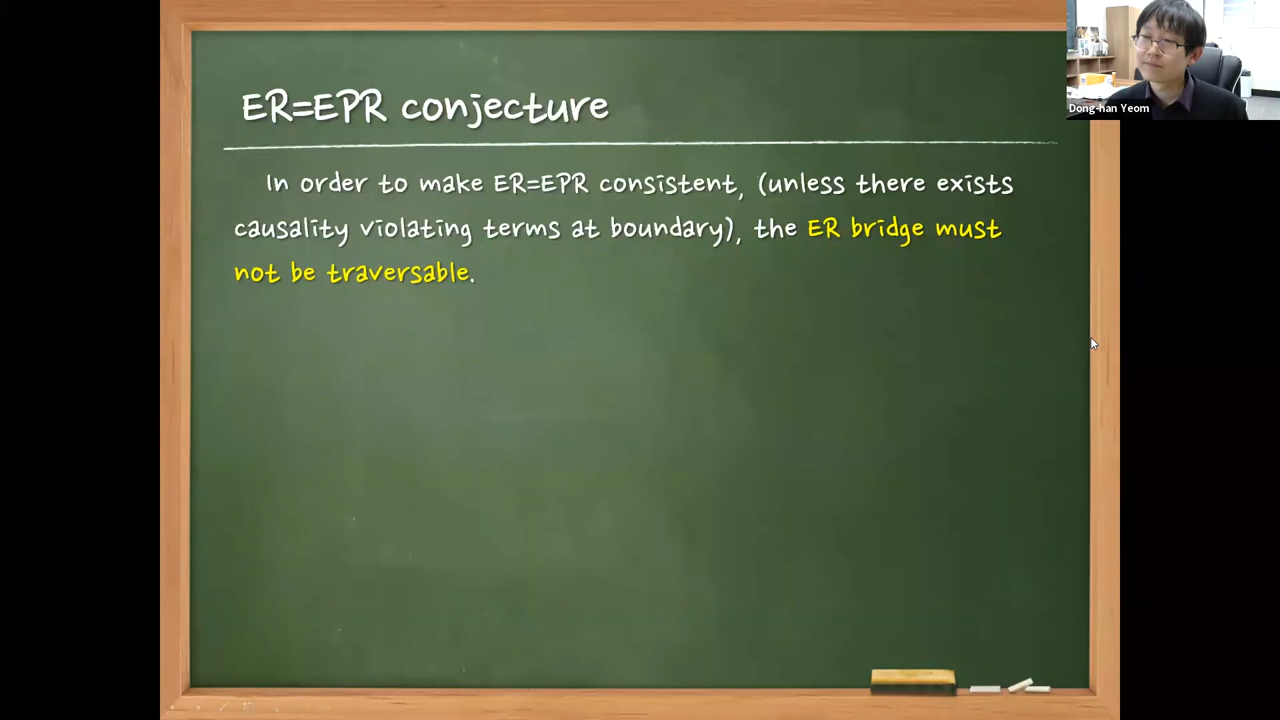 ER=EPR conjecture
In order to make ER=EPR consistent, (unless there exists
causality violating terms at boundary), the ER bridge must
not be traversable.
Dong-han Yeom